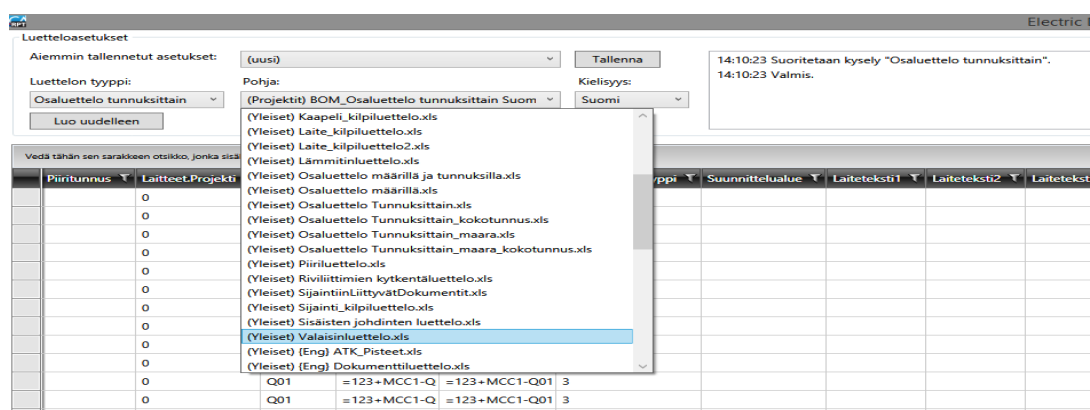 RPT
Electric
Luetteloasetukset
Aiemmin tallennetut asetukset:
(uusi)
Tallenna
14:10:23 Suoritetaan kysely "Osaluettelo tunnuksittain".
14:10:23 Valmis.
Luettelon tyyppi:
Pohja:
Kielisyys:
Osaluettelo tunnuksittain
(Projektit) BOM_Osaluettelo tunnuksittain Suom
Suomi
Luo uudelleen
(Yleiset) Kaapeli_kilpiluettelo.xls
(Yleiset) Laite_kilpiluettelo.xls
(Yleiset) Laite_kilpiluettelo2.xls
(Yleiset) Lämmitinluettelo.xls
(Yleiset) Osaluettelo määrillä ja tunnuksilla.xls
(Yleiset) Osaluettelo määrillä.xls
(Yleiset) Osaluettelo Tunnuksittain.xls
(Yleiset) Osaluettelo Tunnuksittain_kokotunnus.xls
(Yleiset) Osaluettelo Tunnuksittain_maara.xls
(Yleiset) Osaluettelo Tunnuksittain_maara_kokotunnus.xls
(Yleiset) Piiriluettelo.xls
(Yleiset) Riviliittimien kytkentäluettelo.xls
(Yleiset) SijaintiinLiittyvätDokumentit.xls
(Yleiset) Sijainti_kilpiluettelo.xls
(Yleiset) Sisäisten johdinten luettelo.xls
(Yleiset) Valaisinluettelo.xls
(Yleiset) {Eng} ATK_Pisteet.xls
(Yleiset) {Eng} Dokumenttiluettelo.xls
Vedä tähän sen sarakkeen otsikko, jonka sisä
Piiritunnus Laitteet.Projekti yppi Suunnittelualue Laiteteksti1 Laiteteksti2 Laitetekst
0
0
0
0
0
0
0
0
0
0
0 Q01 =123+MCC1-Q =123+MCC1-Q01 3
0 Q01 =123+MCC1-Q =123+MCC1-Q01 3